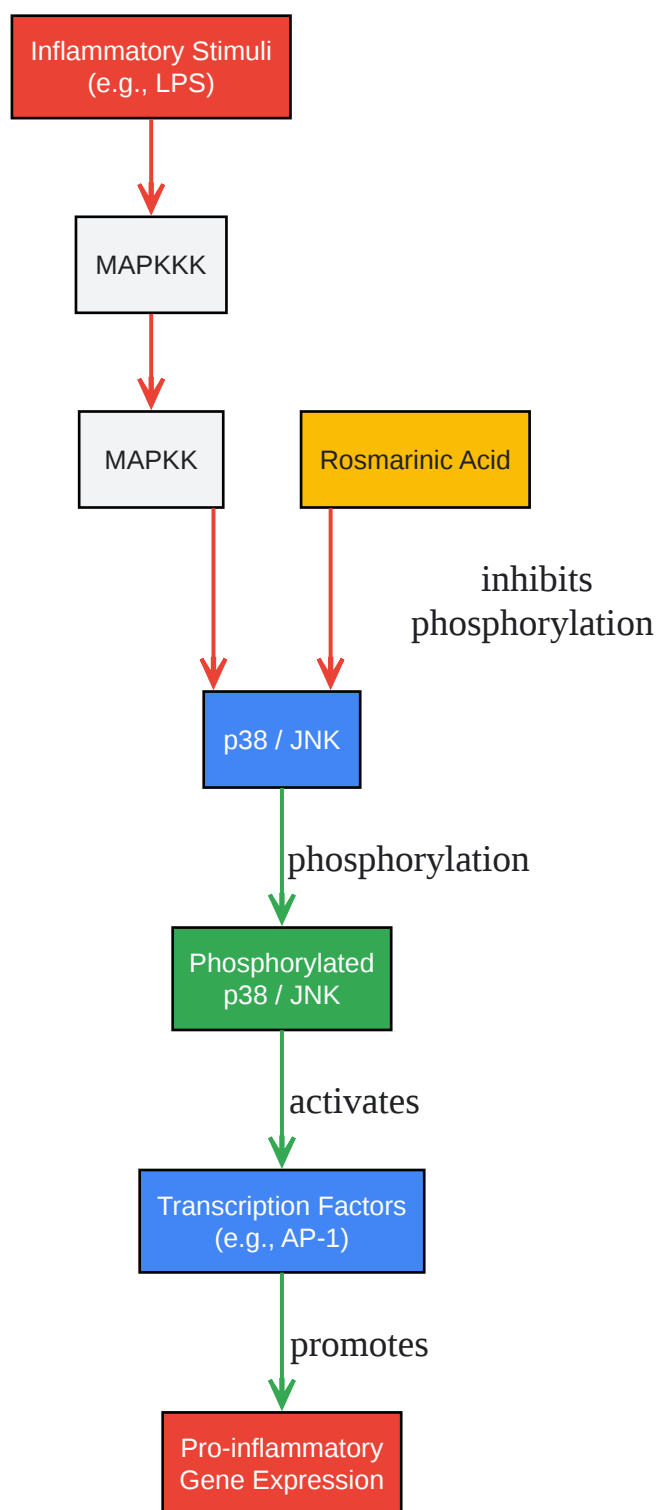 Inflammatory Stimuli
(e.g., LPS)
MAPKKK
MAPKK
Rosmarinic Acid
inhibits
phosphorylation
p38 / JNK
phosphorylation
Phosphorylated
p38 / JNK
activates
Transcription Factors
(e.g., AP-1)
promotes
Pro-inflammatory
Gene Expression